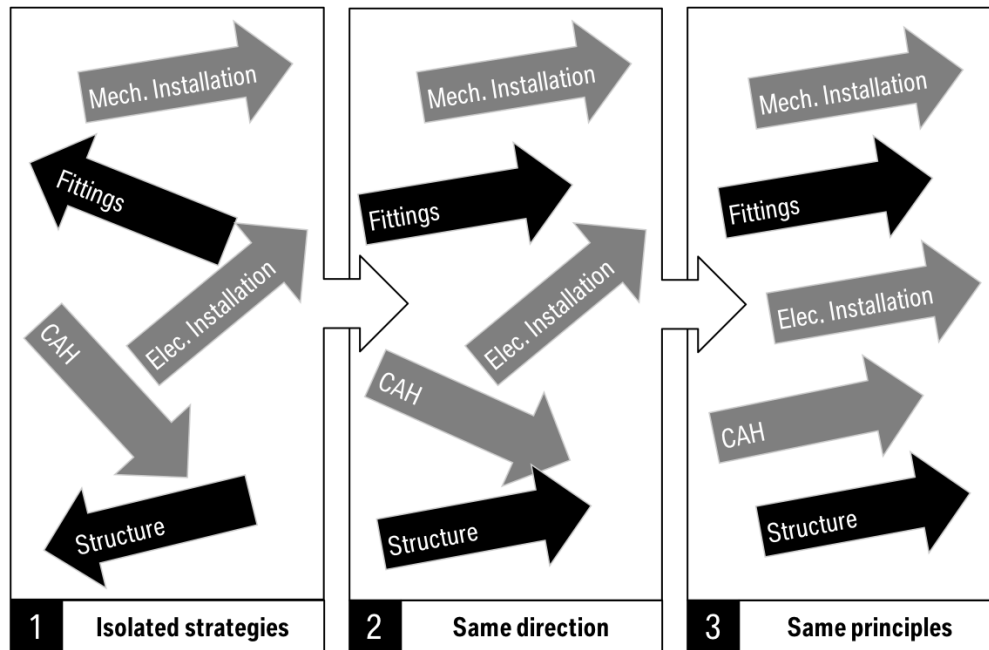 Mech. Installation
Fittings
Elec. Installation
CAH
Structure
1 Isolated strategies
Mech. Installation
Fittings
Elec. Installation
CAH
Structure
2 Same direction
Mech. Installation
Fittings
Elec. Installation
CAH
Structure
3 Same principles